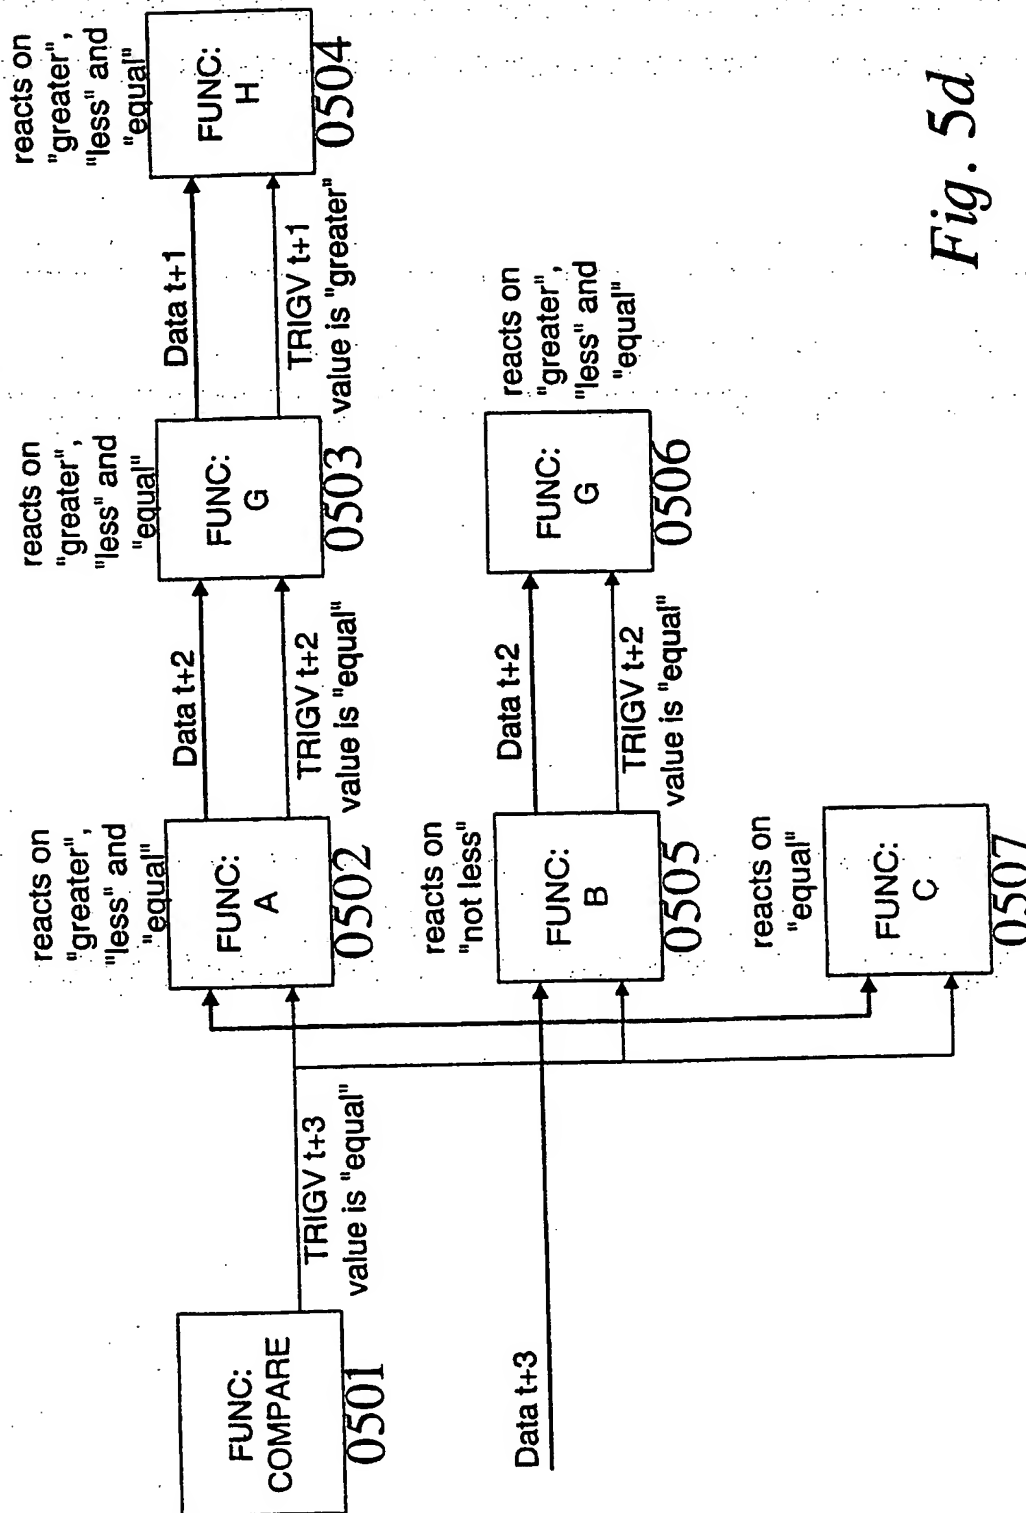 FUNC:
COMPARE
0501
TRIGV t+3
value is "equal"
Data t+3
reacts on
"greater",
"less" and
"equal"
FUNC:
A
0502
Data t+2
TRIGV t+2
value is "equal"
reacts on
"greater",
"less" and
"equal"
FUNC:
G
0503
Data t+1
TRIGV t+1
value is "greater"
reacts on
"greater",
"less" and
"equal"
FUNC:
H
0504
reacts on
"not less"
FUNC:
B
0505
Data t+2
TRIGV t+2
value is "equal"
reacts on
"greater",
"less" and
"equal"
FUNC:
G
0506
reacts on
"equal"
FUNC:
C
0507
Fig. 5d